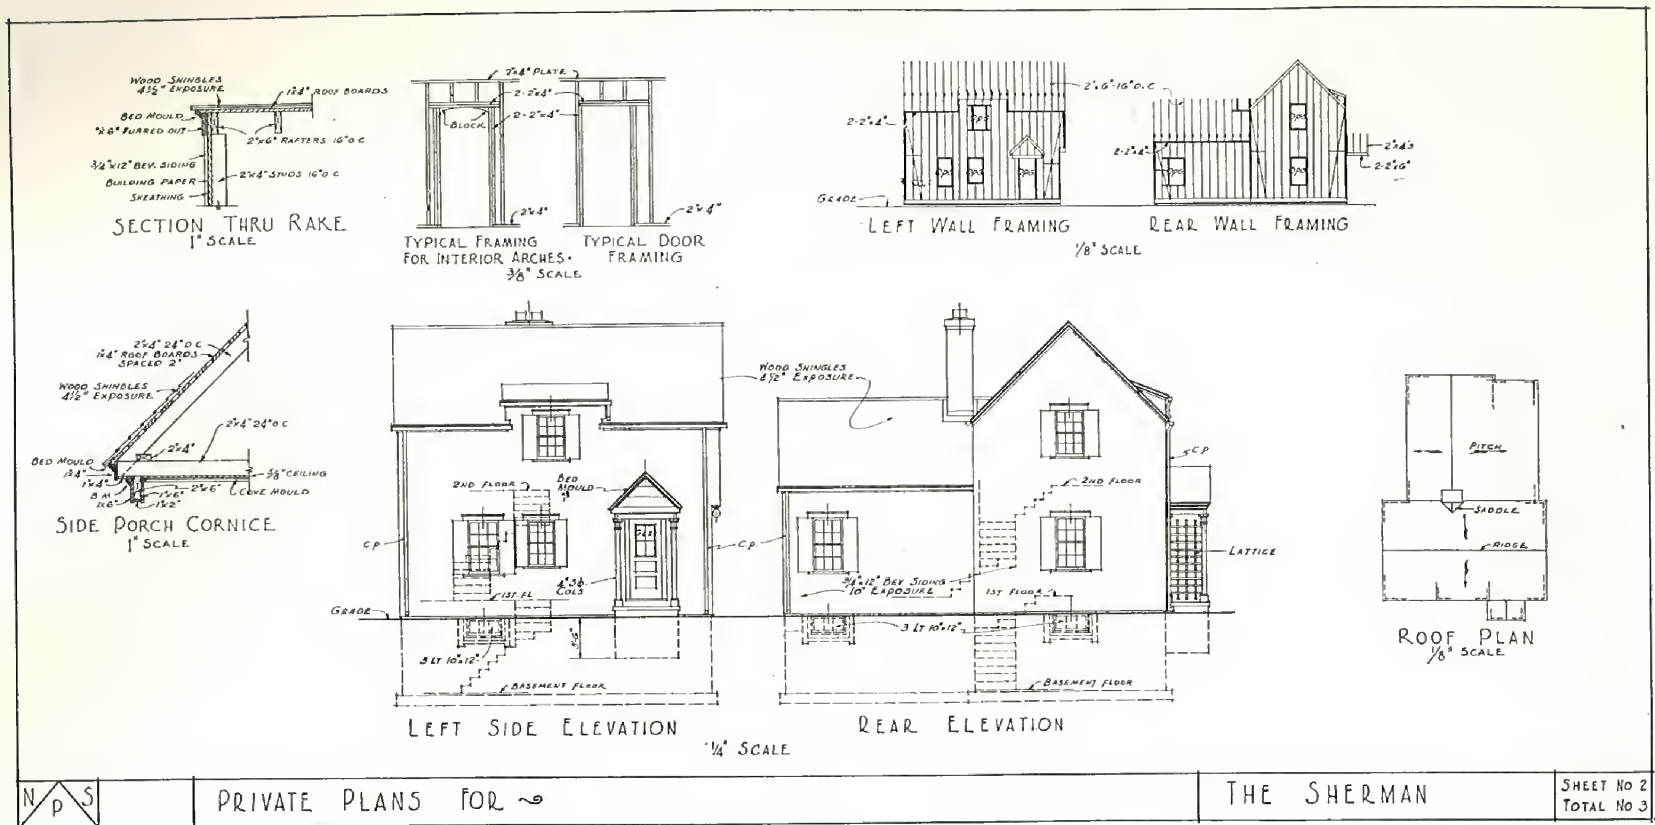 WOOD SHINGLES
4½" EXPOSURE
1"x4" ROOF BOARDS
BED MOULD
FURRED OUT
2"x6" RAFTERS 16" O C
3/4"x12" BEV. SIDING
BUILDING PAPER
2"x4" STUDS 16" O C
SHEATHING
SECTION THRU RAKE
1" SCALE
2"x4" PLATE
2-2"x4"
BLOCK
2-2"x4"
2"x4"
2"x4"
TYPICAL FRAMING
FOR INTERIOR ARCHES.
TYPICAL DOOR
FRAMING
3/8" SCALE
2"x6"-16" O.C
2-2"x4"
OPG
OPG
OPG
OPG
GRADE
LEFT WALL FRAMING
2-2"x4"
OPG
OPG
OPG
2"x4's
2-2"x6"
REAR WALL FRAMING
1/8" SCALE
2"x4" 24" O C
1"x4" ROOF BOARDS
SPACED 2"
WOOD SHINGLES
4½" EXPOSURE
2"x4" 24" O C
2"x4"
BED MOULD
1"x4"
1"x4"
B M
1"x6"
1"x6"
1"x2"
2"x6"
5/8" CEILING
COVE MOULD
SIDE PORCH CORNICE
1" SCALE
2ND FLOOR
BED
MOULD
GLASS
C P
C.P.
4" SQ.
COLS
1ST. FL
GRADE
3 LT 10"x12"
BASEMENT FLOOR
LEFT SIDE ELEVATION
WOOD SHINGLES
4½" EXPOSURE
C P
2ND FLOOR
LATTICE
3/4"x12" BEV SIDING
10" EXPOSURE
1ST FLOOR
3 LT 10"x12"
BASEMENT FLOOR
REAR ELEVATION
1/4" SCALE
PITCH
SADDLE
RIDGE
ROOF PLAN
1/8" SCALE
N P S
PRIVATE PLANS FOR ~
THE SHERMAN
SHEET NO 2
TOTAL NO 3